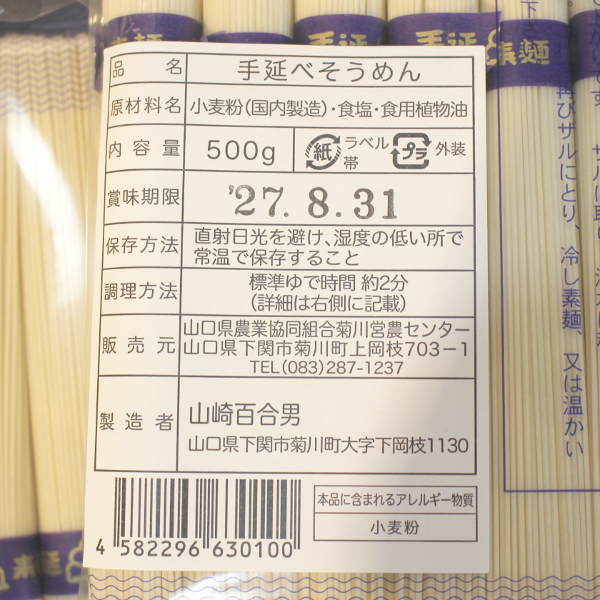 手延 素麺
品名 手延べそうめん
原材料名 小麦粉(国内製造)・食塩・食用植物油
内容量 500g 紙 ラベル 帯 プラ 外装
賞味期限 '27. 8. 31
保存方法 直射日光を避け、湿度の低い所で
常温で保存すること
調理方法 標準ゆで時間 約2分
(詳細は右側に記載)
販売元 山口県農業協同組合菊川営農センター
山口県下関市菊川町上岡枝703-1
TEL(083)287-1237
製造者 山崎百合男
山口県下関市菊川町大字下岡枝1130
本品に含まれるアレルギー物質
小麦粉
4 582296 630100
再びザルにとり、冷し素麺、又は温かい